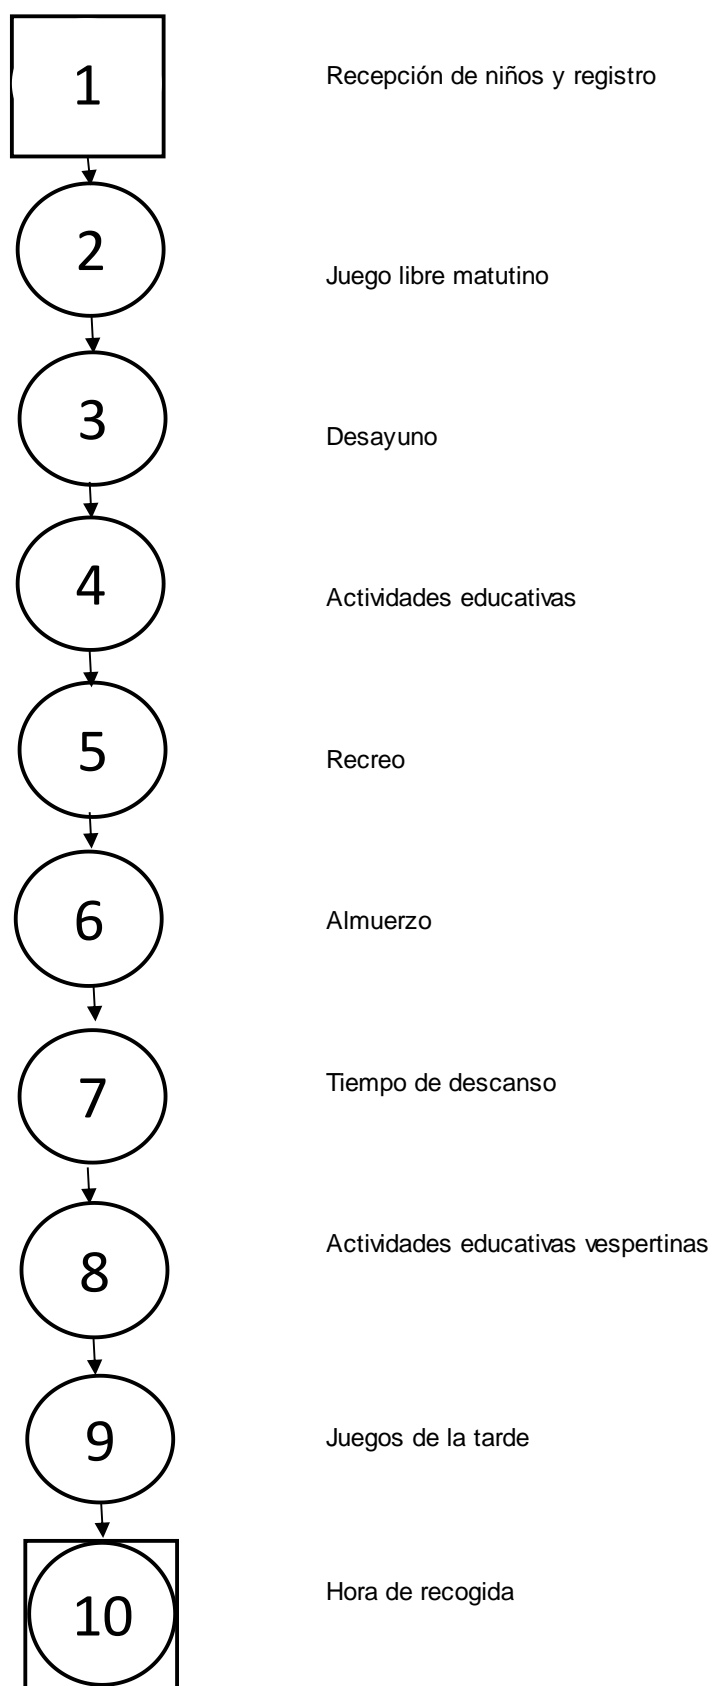 1
Recepción de niños y registro
2
Juego libre matutino
3
Desayuno
4
Actividades educativas
5
Recreo
6
Almuerzo
7
Tiempo de descanso
8
Actividades educativas vespertinas
9
Juegos de la tarde
10
Hora de recogida